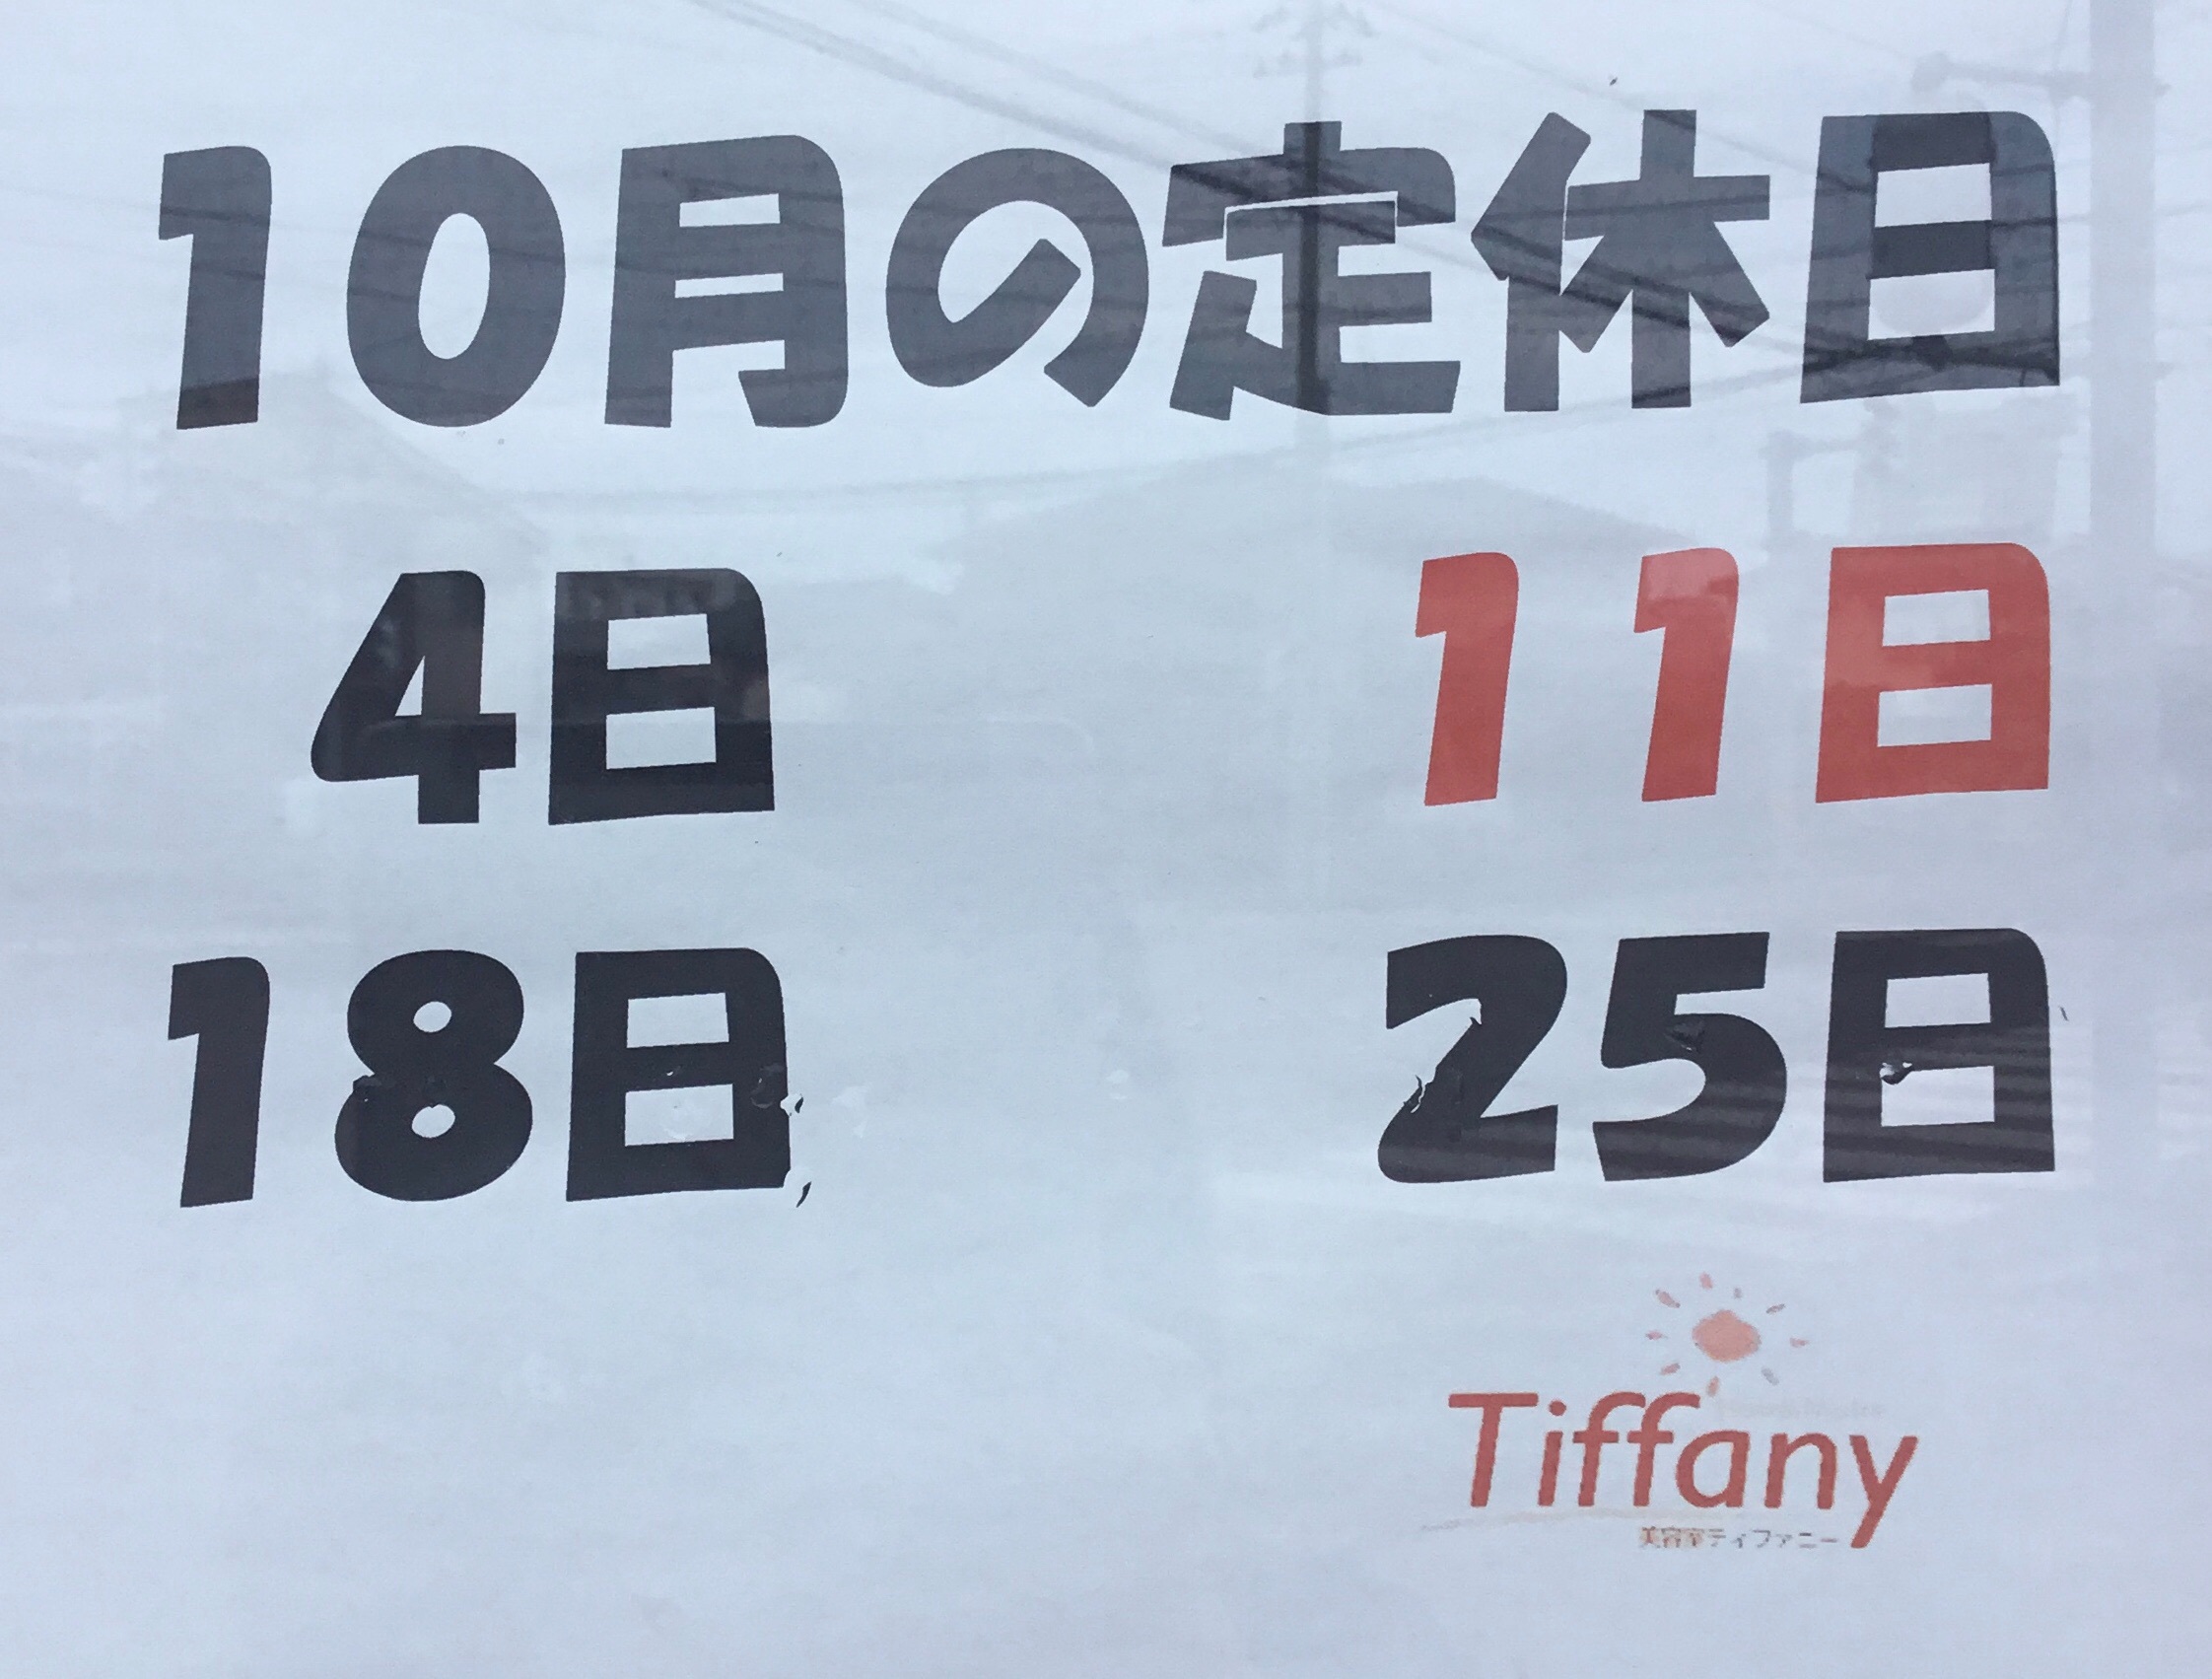 10月の定休日
4日 11日
18日 25日
Tiffany
美容室ティファニー